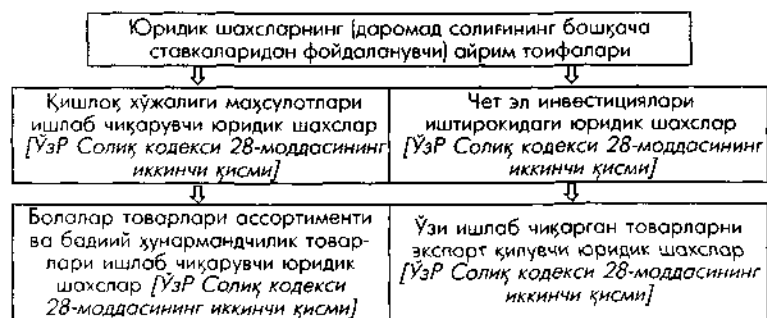 Юридик шахсларнинг (даромад солиғининг бошқача
ставкаларидан фойдаланувчи) айрим тоифалари
Қишлоқ хўжалиги маҳсулотлари
ишлаб чиқарувчи юридик шахслар
[ЎзР Солиқ кодекси 28-моддасининг
иккинчи қисми]
Чет эл инвестициялари
иштирокидаги юридик шахслар
[ЎзР Солиқ кодекси 28-моддасининг
иккинчи қисми]
Болалар товарлари ассортименти
ва бадиий ҳунармандчилик товар-
лари ишлаб чиқарувчи юридик
шахслар [ЎзР Солиқ кодекси
28-моддасининг иккинчи қисми]
Ўзи ишлаб чиқарган товарларни
экспорт қилувчи юридик шахслар
[ЎзР Солиқ кодекси 28-моддасининг
иккинчи қисми]